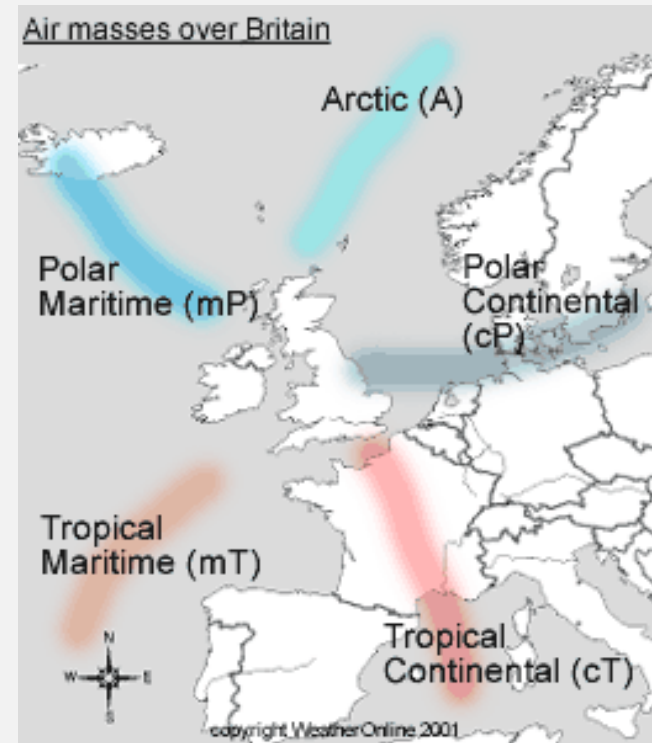 Air masses over Britain
Arctic (A)
Polar
Maritime (mP)
Polar
Continental
(cP)
Tropical
Maritime (mT)
N
W
E
S
Tropical
Continental (cT)
copyright WeatherOnline 2001